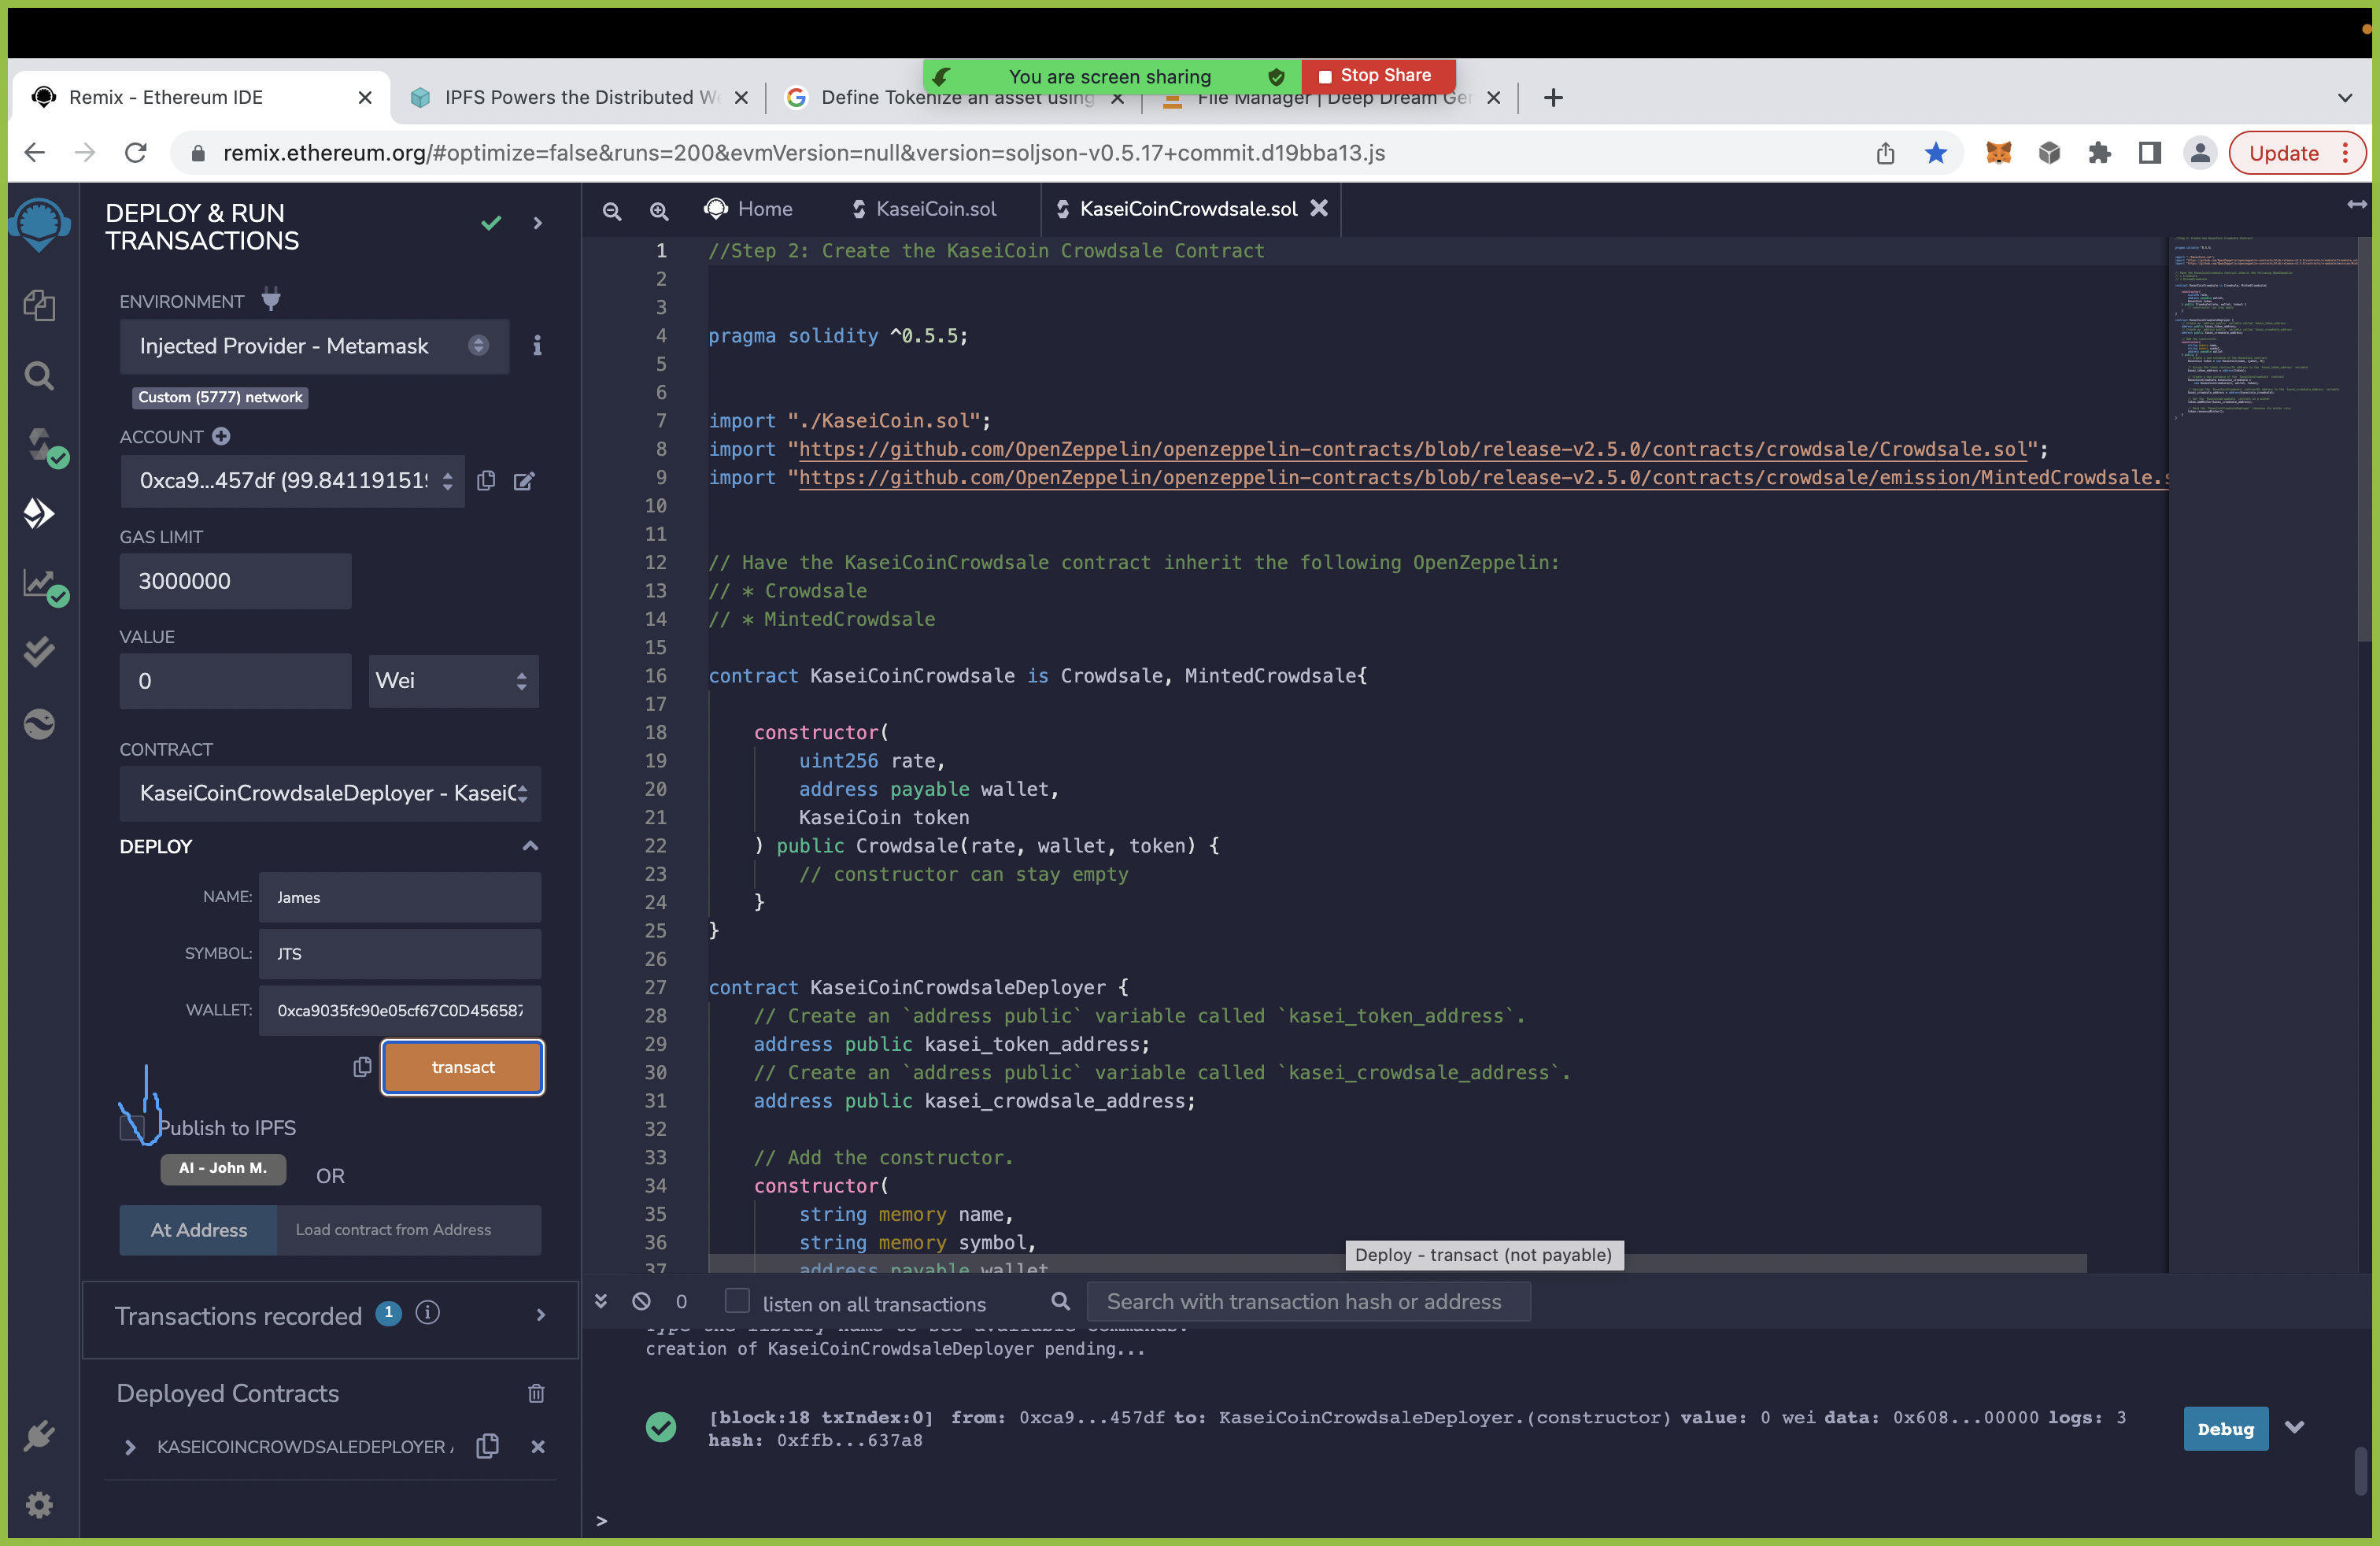 You are screen sharing
Stop Share
Remix - Ethereum IDE
IPFS Powers the Distributed We
Define Tokenize an asset using
File Manager | Deep Dream Ger
remix.ethereum.org/#optimize=false&runs=200&evmVersion=null&version=soljson-v0.5.17+commit.d19bba13.js
Update
DEPLOY & RUN
TRANSACTIONS
ENVIRONMENT
Injected Provider - Metamask
Custom (5777) network
ACCOUNT
0xca9...457df (99.841191519
GAS LIMIT
3000000
VALUE
0
Wei
CONTRACT
KaseiCoinCrowdsaleDeployer - KaseiC
DEPLOY
NAME: James
SYMBOL: JTS
WALLET: 0xca9035fc90e05cf67C0D456587
transact
Publish to IPFS
AI - John M.
OR
At Address
Load contract from Address
Transactions recorded 1
Deployed Contracts
KASEICOINCROWDSALEDEPLOYER
Home
KaseiCoin.sol
KaseiCoinCrowdsale.sol
1 //Step 2: Create the KaseiCoin Crowdsale Contract
2
3
4 pragma solidity ^0.5.5;
5
6
7 import "./KaseiCoin.sol";
8 import "https://github.com/OpenZeppelin/openzeppelin-contracts/blob/release-v2.5.0/contracts/crowdsale/Crowdsale.sol";
9 import "https://github.com/OpenZeppelin/openzeppelin-contracts/blob/release-v2.5.0/contracts/crowdsale/emission/MintedCrowdsale.s
10
11
12 // Have the KaseiCoinCrowdsale contract inherit the following OpenZeppelin:
13 // * Crowdsale
14 // * MintedCrowdsale
15
16 contract KaseiCoinCrowdsale is Crowdsale, MintedCrowdsale{
17
18 constructor(
19 uint256 rate,
20 address payable wallet,
21 KaseiCoin token
22 ) public Crowdsale(rate, wallet, token) {
23 // constructor can stay empty
24 }
25 }
26
27 contract KaseiCoinCrowdsaleDeployer {
28 // Create an `address public` variable called `kasei_token_address`.
29 address public kasei_token_address;
30 // Create an `address public` variable called `kasei_crowdsale_address`.
31 address public kasei_crowdsale_address;
32
33 // Add the constructor.
34 constructor(
35 string memory name,
36 string memory symbol,
37 address payable wallet
Deploy - transact (not payable)
0
listen on all transactions
Search with transaction hash or address
Type the library name to see available commands.
creation of KaseiCoinCrowdsaleDeployer pending...
[block:18 txIndex:0] from: 0xca9...457df to: KaseiCoinCrowdsaleDeployer.(constructor) value: 0 wei data: 0x608...00000 logs: 3
hash: 0xffb...637a8
Debug
>